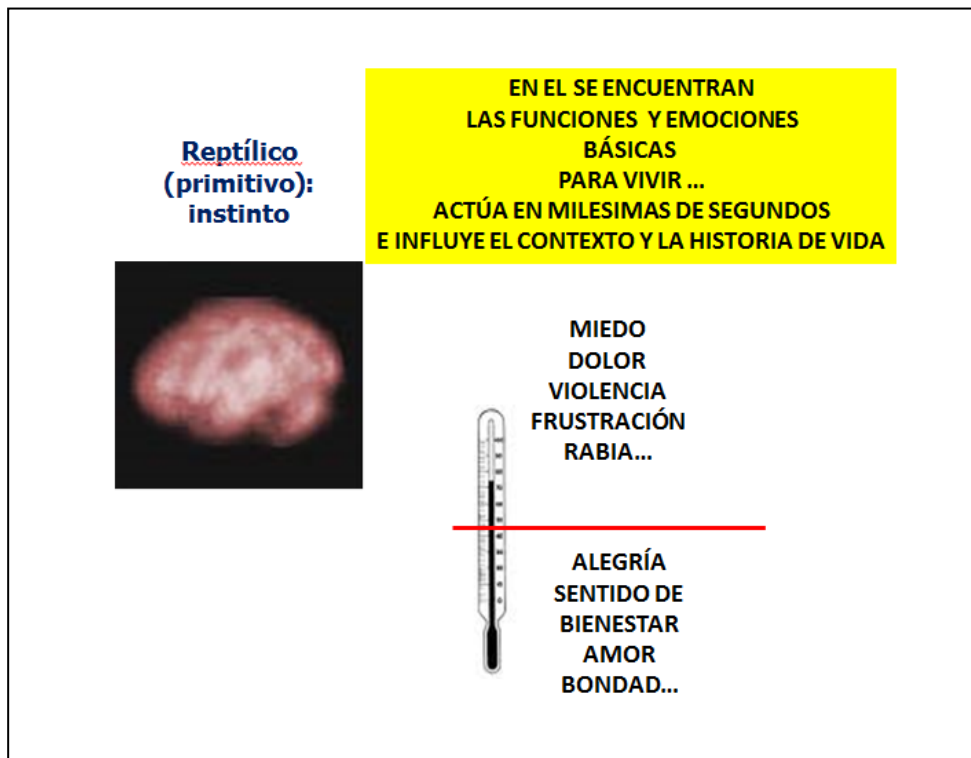 Reptílico
(primitivo):
instinto
EN EL SE ENCUENTRAN
LAS FUNCIONES Y EMOCIONES
BÁSICAS
PARA VIVIR ...
ACTÚA EN MILESIMAS DE SEGUNDOS
E INFLUYE EL CONTEXTO Y LA HISTORIA DE VIDA
MIEDO
DOLOR
VIOLENCIA
FRUSTRACIÓN
RABIA...
ALEGRÍA
SENTIDO DE
BIENESTAR
AMOR
BONDAD...